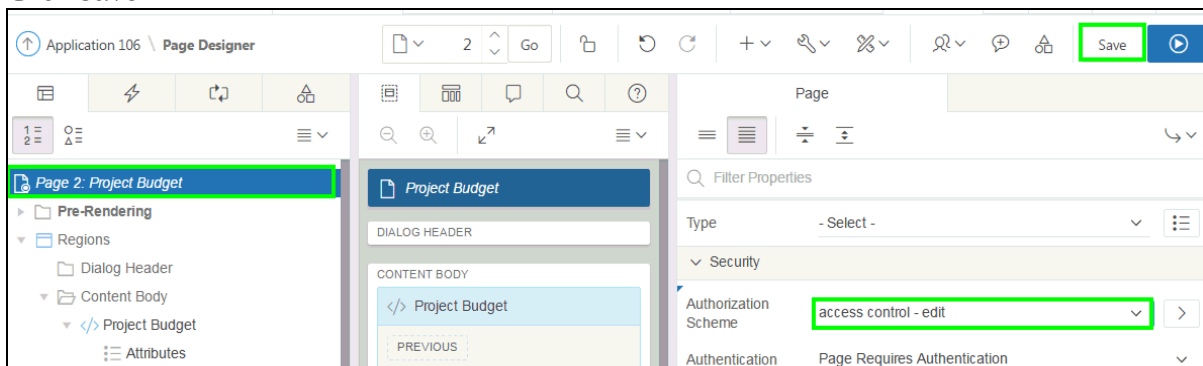 Application 106 \ Page Designer
2
Go
Save
Page
Page 2: Project Budget
Pre-Rendering
Regions
Dialog Header
Content Body
</> Project Budget
Attributes
Project Budget
DIALOG HEADER
CONTENT BODY
</> Project Budget
PREVIOUS
Filter Properties
Type - Select -
Security
Authorization
Scheme
access control - edit
Authentication Page Requires Authentication